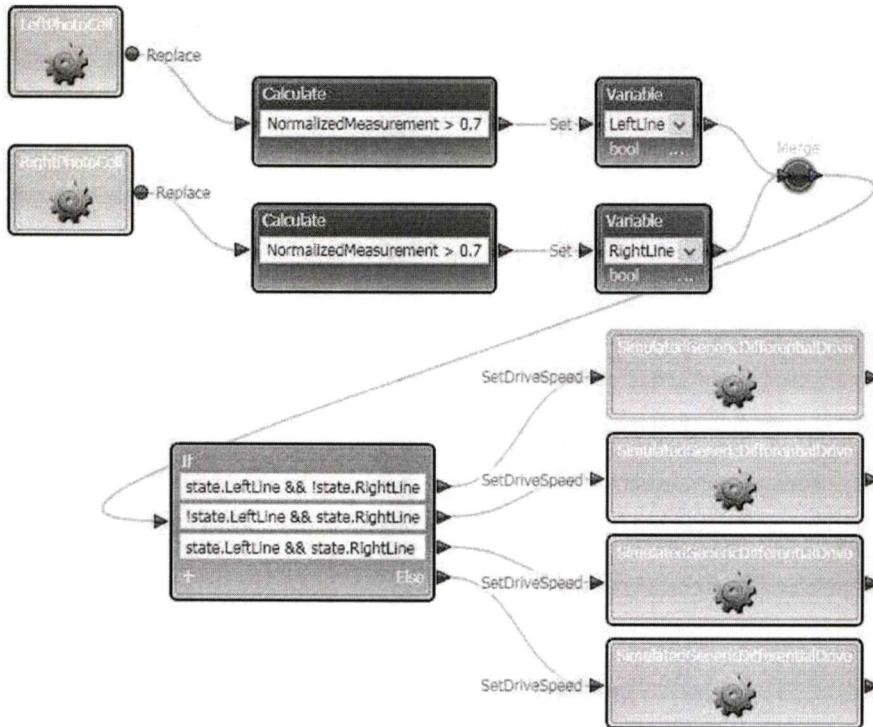 LeftPhotoCell
Replace
Calculate
NormalizedMeasurement > 0.7
Set
Variable
LeftLine
bool ...
Merge
RightPhotoCell
Replace
Calculate
NormalizedMeasurement > 0.7
Set
Variable
RightLine
bool ...
SimulatedGenericDifferentialDrive
SetDriveSpeed
If
state.LeftLine && !state.RightLine
!state.LeftLine && state.RightLine
state.LeftLine && state.RightLine
+ Else
SimulatedGenericDifferentialDrive
SetDriveSpeed
SimulatedGenericDifferentialDrive
SetDriveSpeed
SimulatedGenericDifferentialDrive
SetDriveSpeed